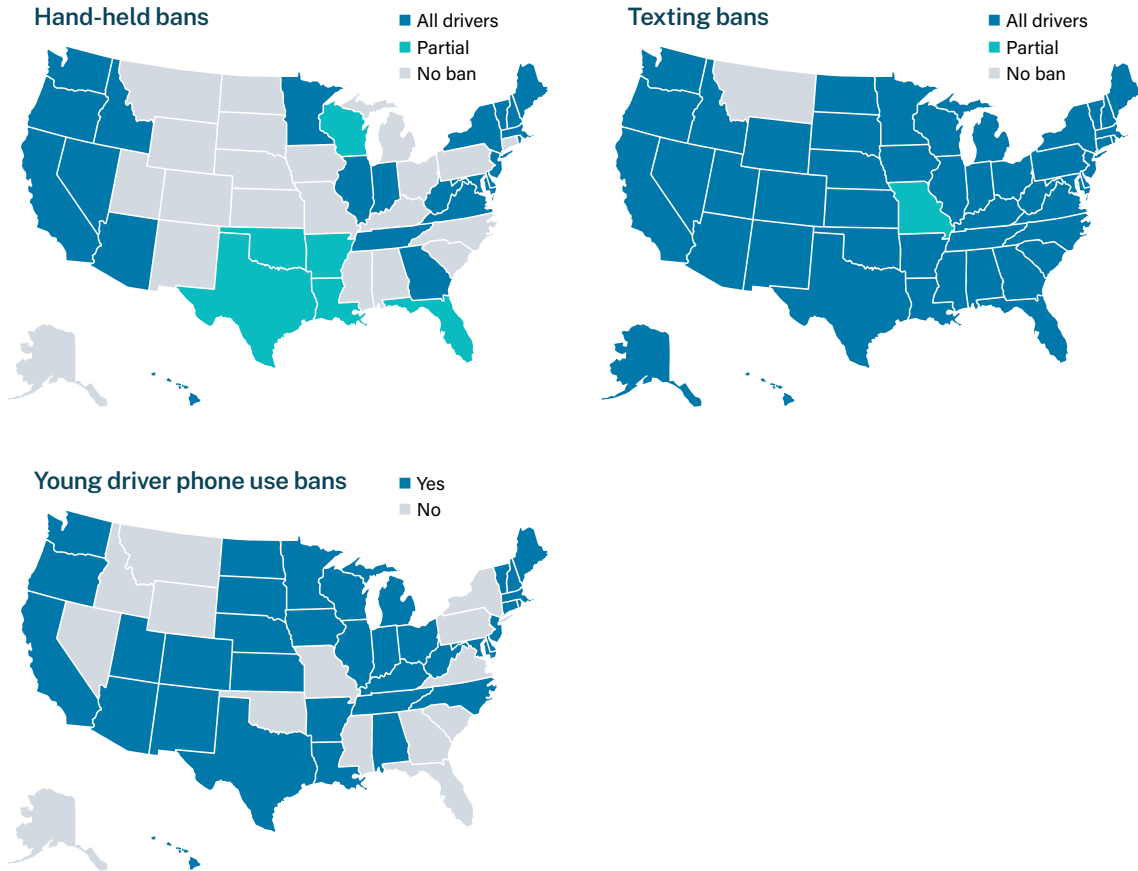 Hand-held bans
All drivers
Partial
No ban
Texting bans
All drivers
Partial
No ban
Young driver phone use bans
Yes
No